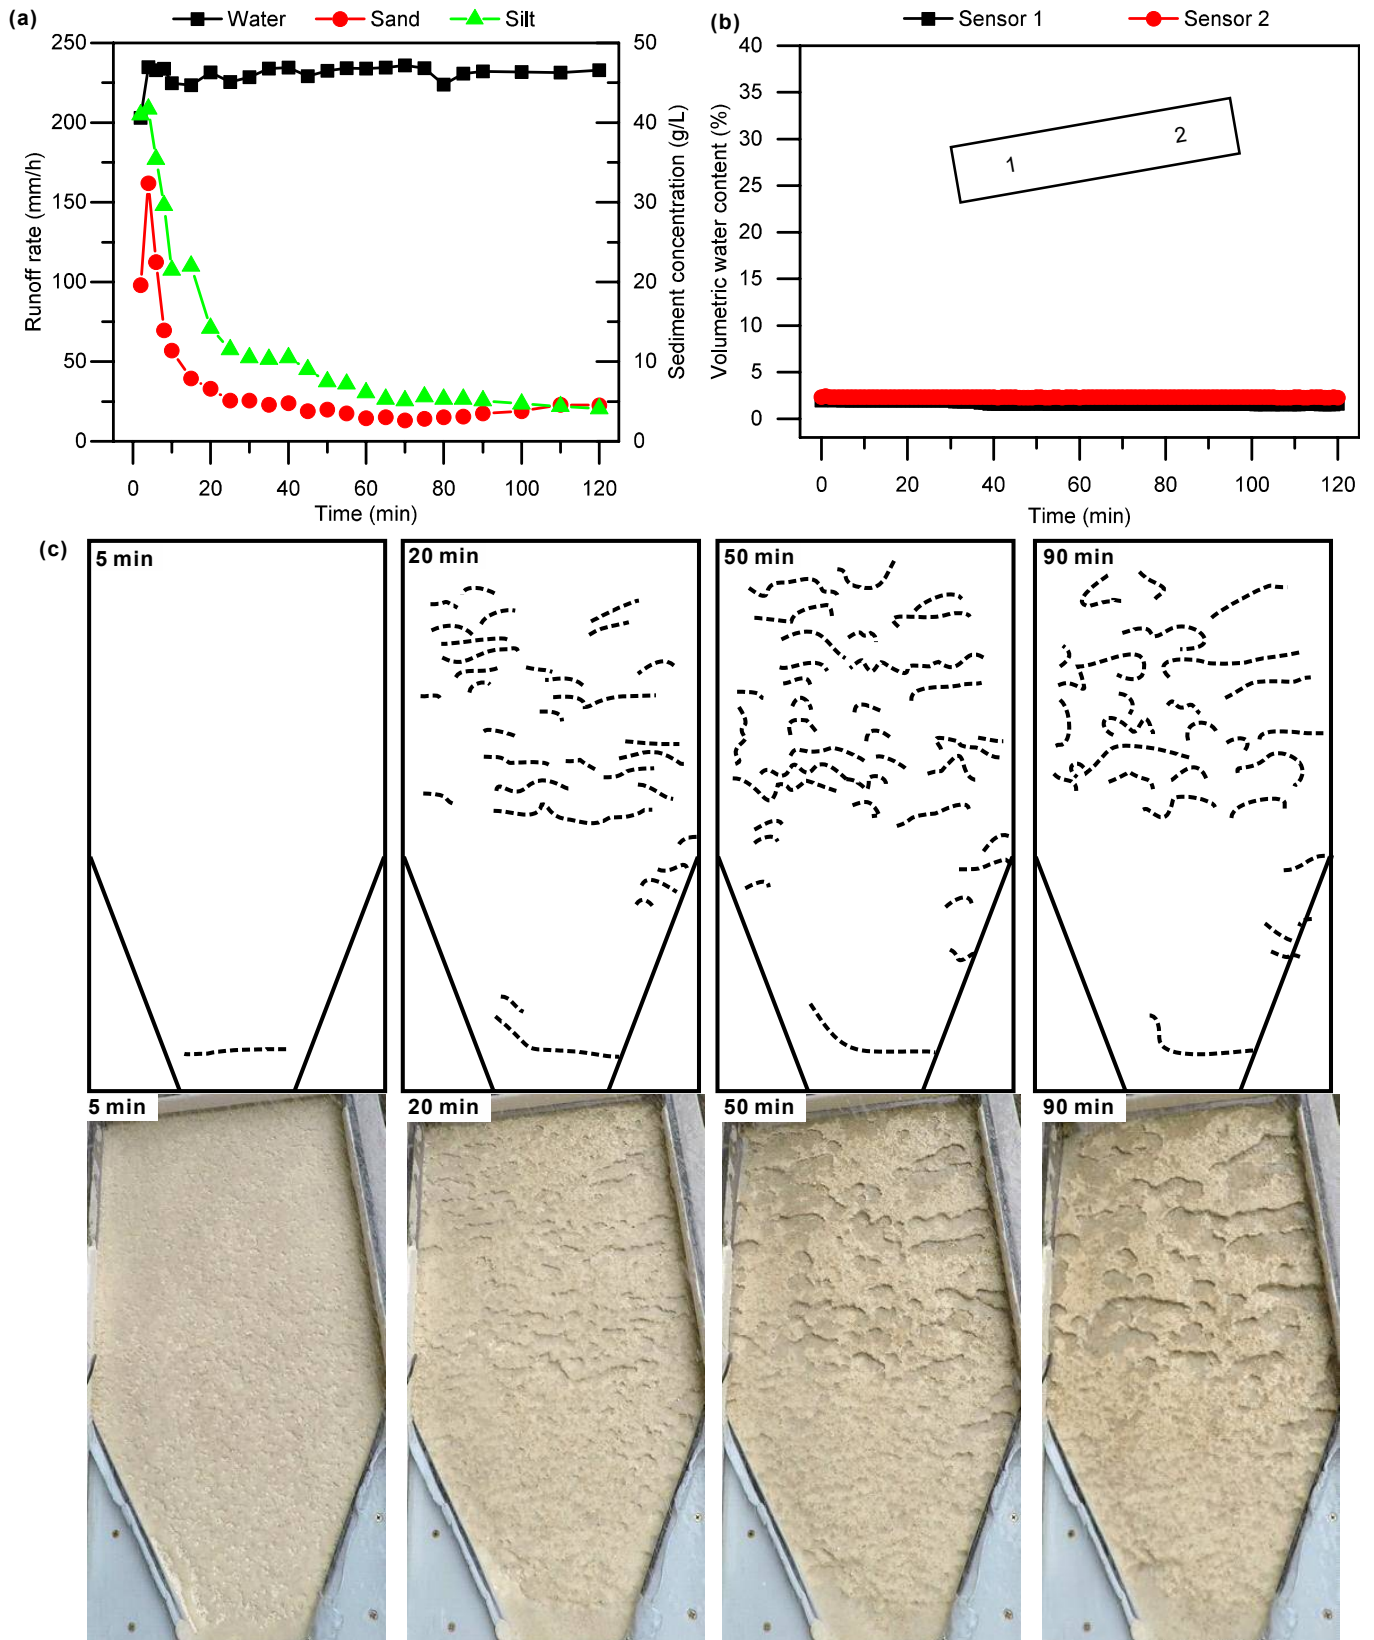 (a) Water Sand Silt
250
200
150
100
50
0
Runoff rate (mm/h)
50
40
30
20
10
0
Sediment concentration (g/L)
0 20 40 60 80 100 120
Time (min)
(b) Sensor 1 Sensor 2
40
35
30
25
20
15
10
5
0
Volumetric water content (%)
1 2
0 20 40 60 80 100 120
Time (min)
(c)
5 min 20 min 50 min 90 min
5 min 20 min 50 min 90 min